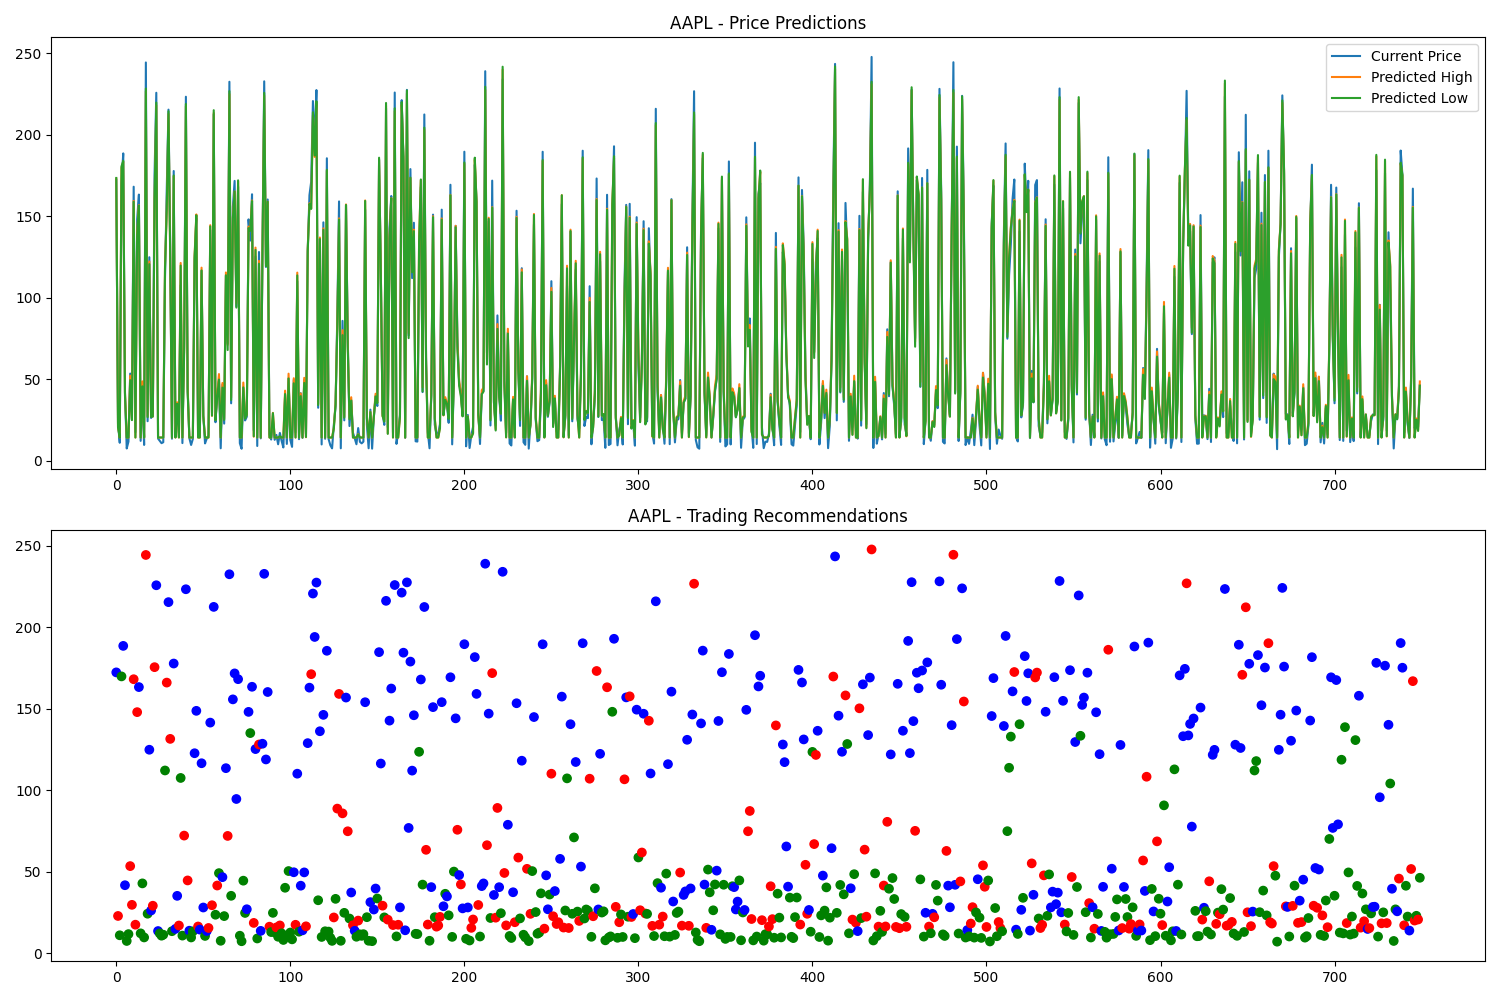 AAPL - Price Predictions
250
200
150
100
50
0
Current Price
Predicted High
Predicted Low
0 100 200 300 400 500 600 700
AAPL - Trading Recommendations
250
200
150
100
50
0
0 100 200 300 400 500 600 700